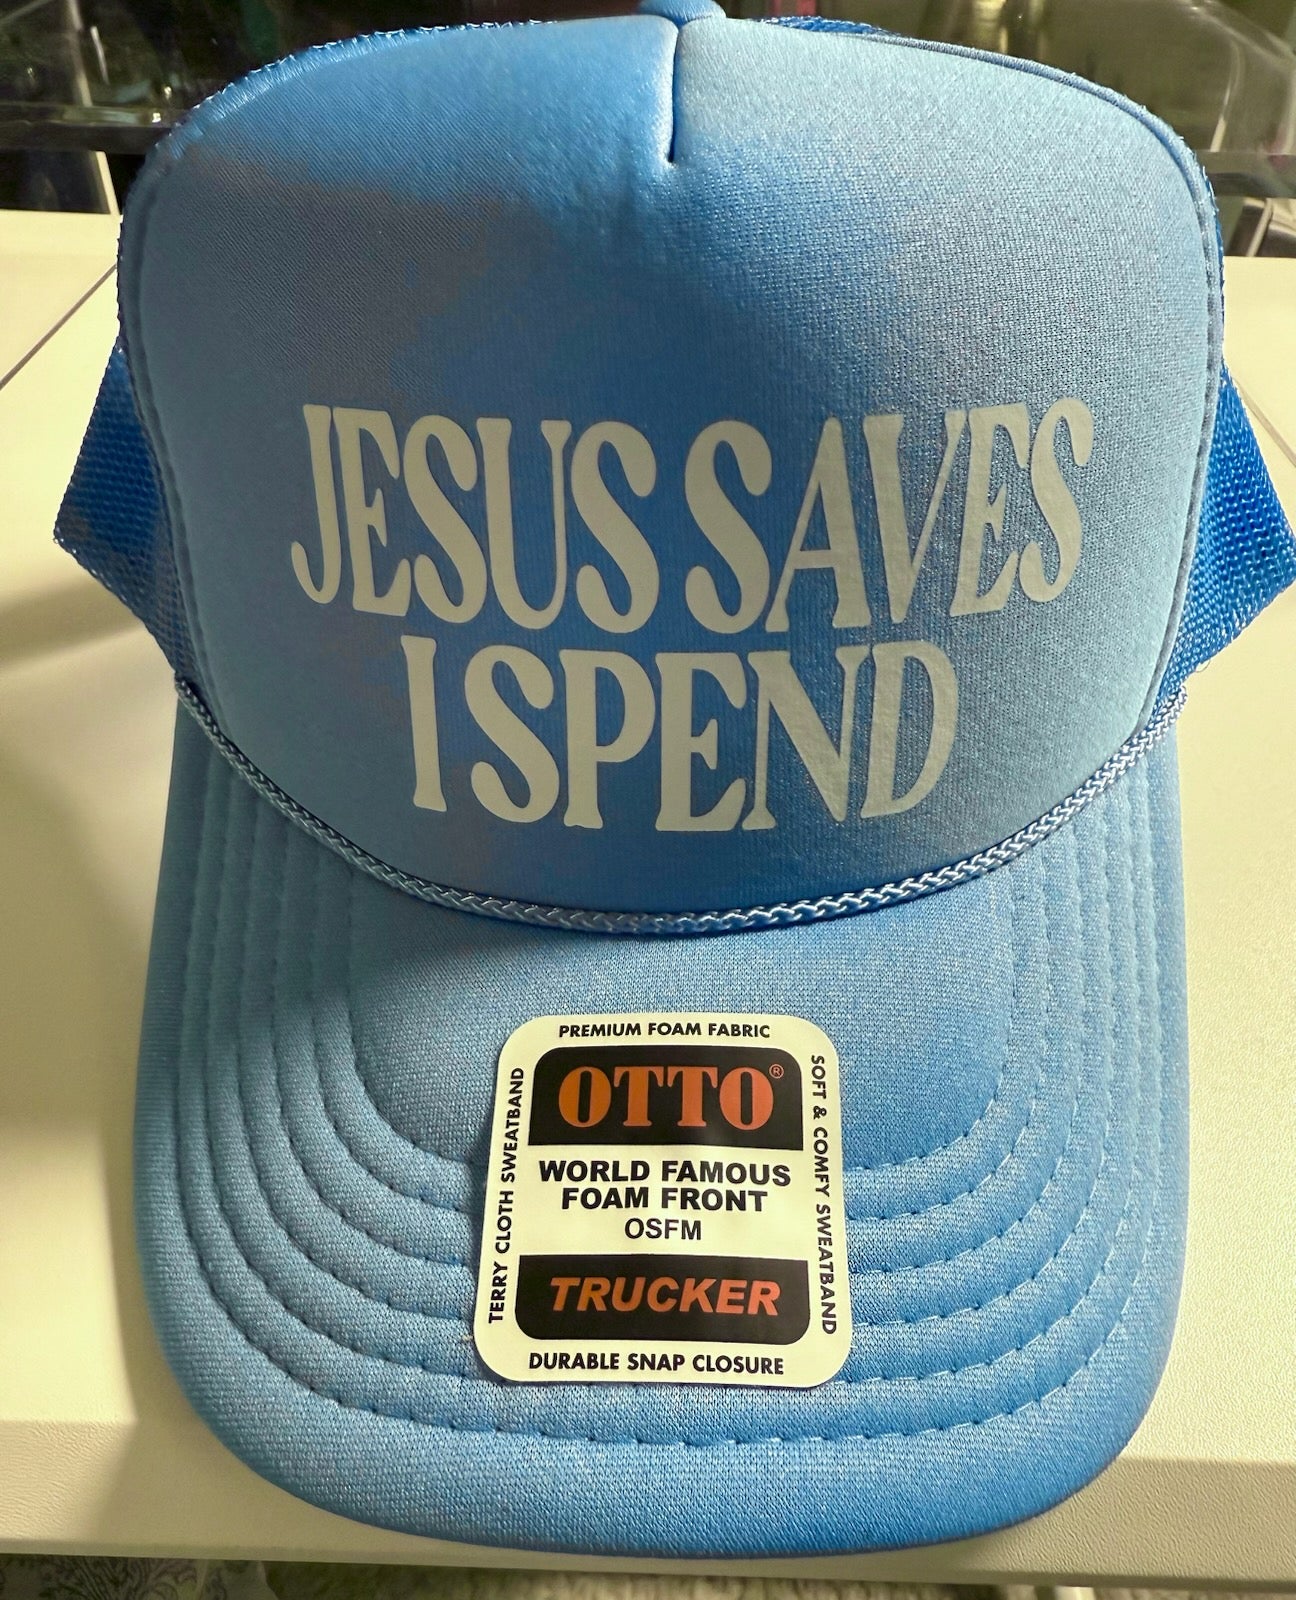 JESUS SAVES
I SPEND
PREMIUM FOAM FABRIC
OTTO®
WORLD FAMOUS
FOAM FRONT
OSFM
TRUCKER
DURABLE SNAP CLOSURE
TERRY CLOTH SWEATBAND
SOFT & COMFY SWEATBAND